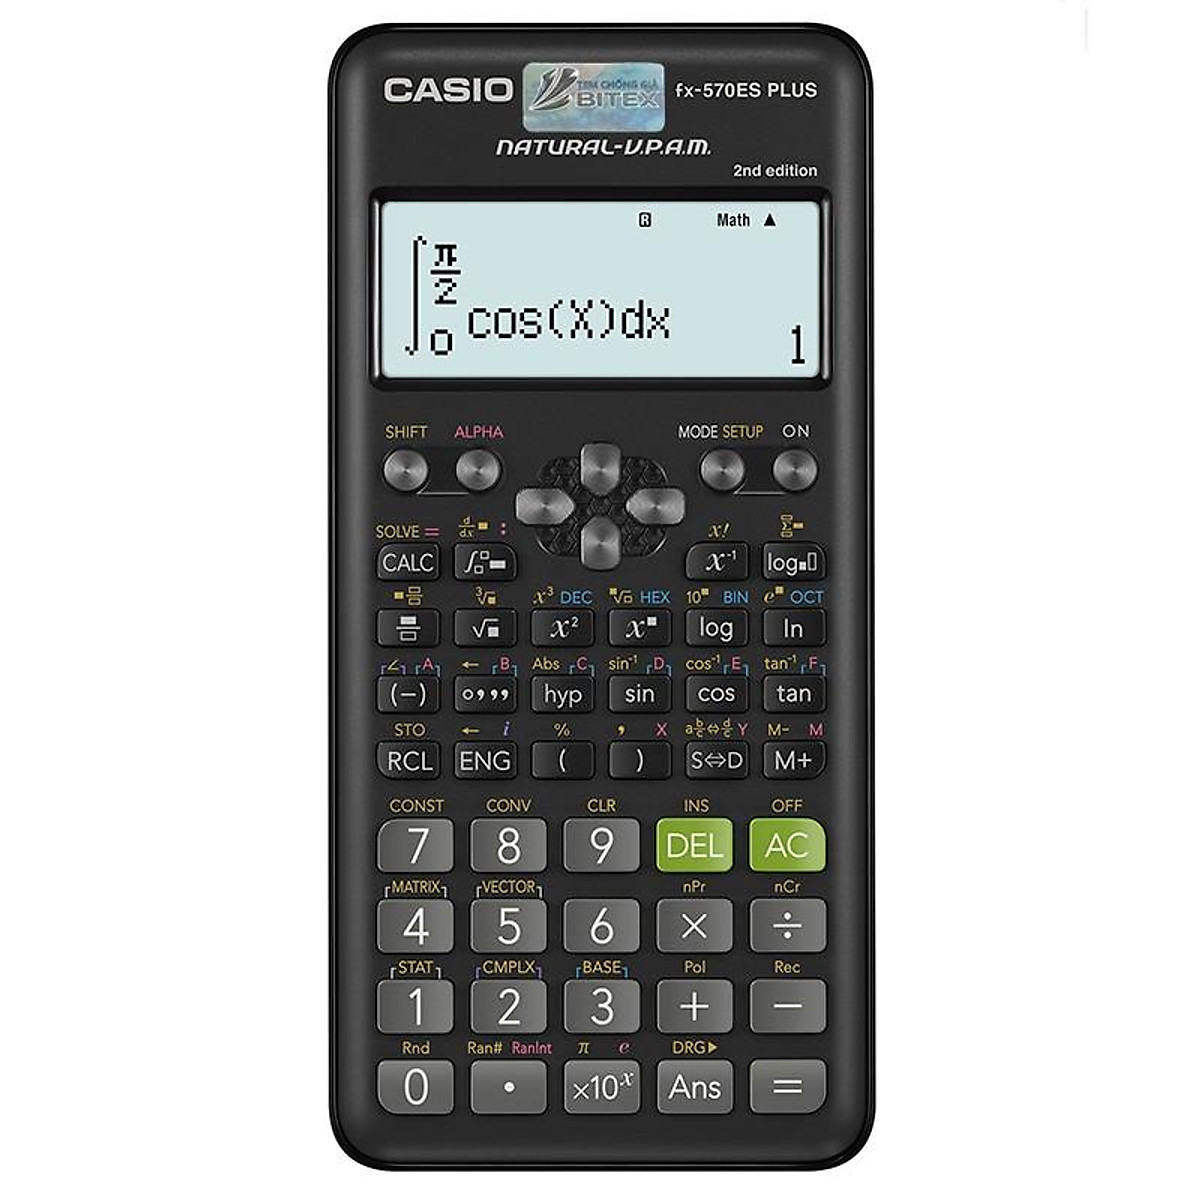 CASIO TEM CHỐNG GIẢ BITEX fx-570ES PLUS
NATURAL-V.P.A.M.
2nd edition
R Math ▲
∫ π/2 0 cos(X)dx
1
SHIFT ALPHA MODE SETUP ON
SOLVE = d/dx■ : x! Σ■
CALC ∫■ x⁻¹ log■□
■■/□ ³√■ x³ DEC ■√□ HEX 10■ BIN e■ OCT
■/□ √■ x² x■ log ln
∠ A ← B Abs C sin⁻¹ D cos⁻¹ E tan⁻¹ F
(−) °,,, hyp sin cos tan
STO ← i % , X a b/c⇔d/c Y M− M
RCL ENG ( ) S⇔D M+
CONST CONV CLR INS OFF
7 8 9 DEL AC
MATRIX VECTOR nPr nCr
4 5 6 × ÷
STAT CMPLX BASE Pol Rec
1 2 3 + −
Rnd Ran# RanInt π e DRG▶
0 • ×10ˣ Ans =